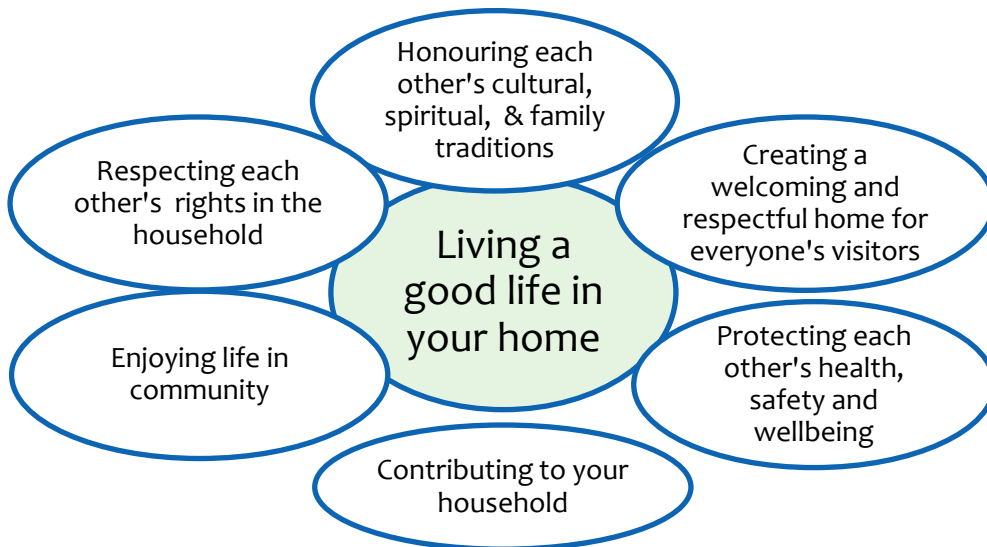 Honouring each
other's cultural,
spiritual, & family
traditions
Creating a
welcoming and
respectful home for
everyone's visitors
Protecting each
other's health,
safety and
wellbeing
Contributing to your
household
Enjoying life in
community
Respecting each
other's rights in the
household
Living a
good life in
your home